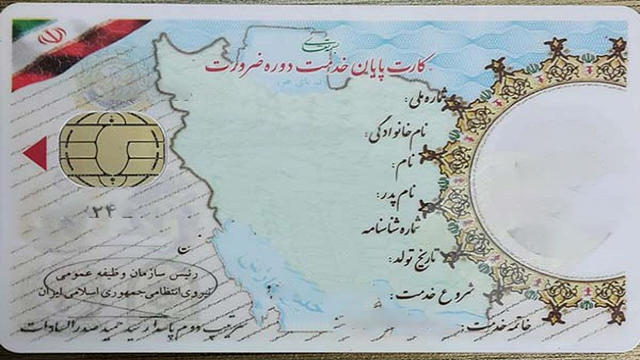 کارت پایان خدمت دوره ضرورت
شماره ملی:
نام خانوادگی:
نام:
نام پدر:
شماره شناسنامه
تاریخ تولد:
شروع خدمت:
خاتمه خدمت:
۲۴
رئیس سازمان وظیفه عمومی
نیروی انتظامی جمهوری اسلامی ایران
سرتیپ دوم پاسدار سید حمید صدرالسادات